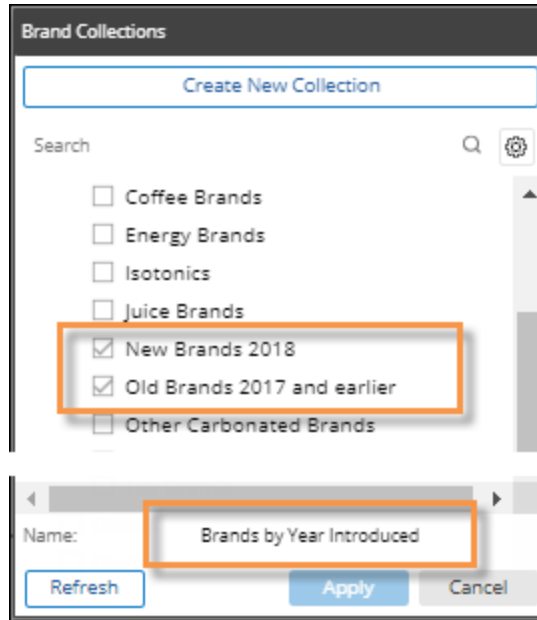 Brand Collections
Create New Collection
Search
Coffee Brands
Energy Brands
Isotonics
Juice Brands
New Brands 2018
Old Brands 2017 and earlier
Other Carbonated Brands
Name: Brands by Year Introduced
Refresh Apply Cancel